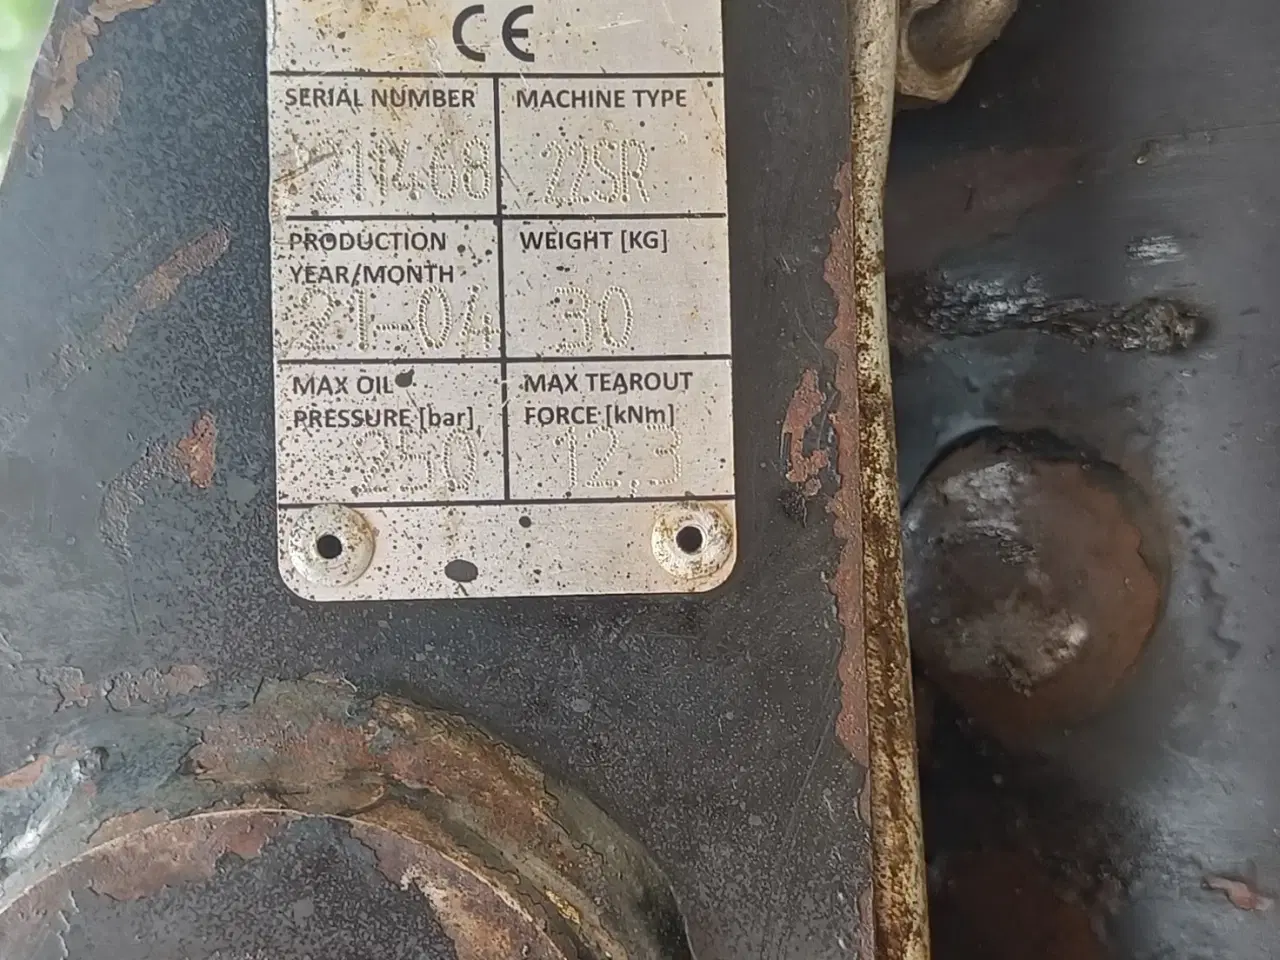 CE
SERIAL NUMBER MACHINE TYPE
211468 22SR
PRODUCTION
YEAR/MONTH WEIGHT [KG]
21-04 30
MAX OIL MAX TEAROUT
PRESSURE [bar] FORCE [kNm]
250 12,3